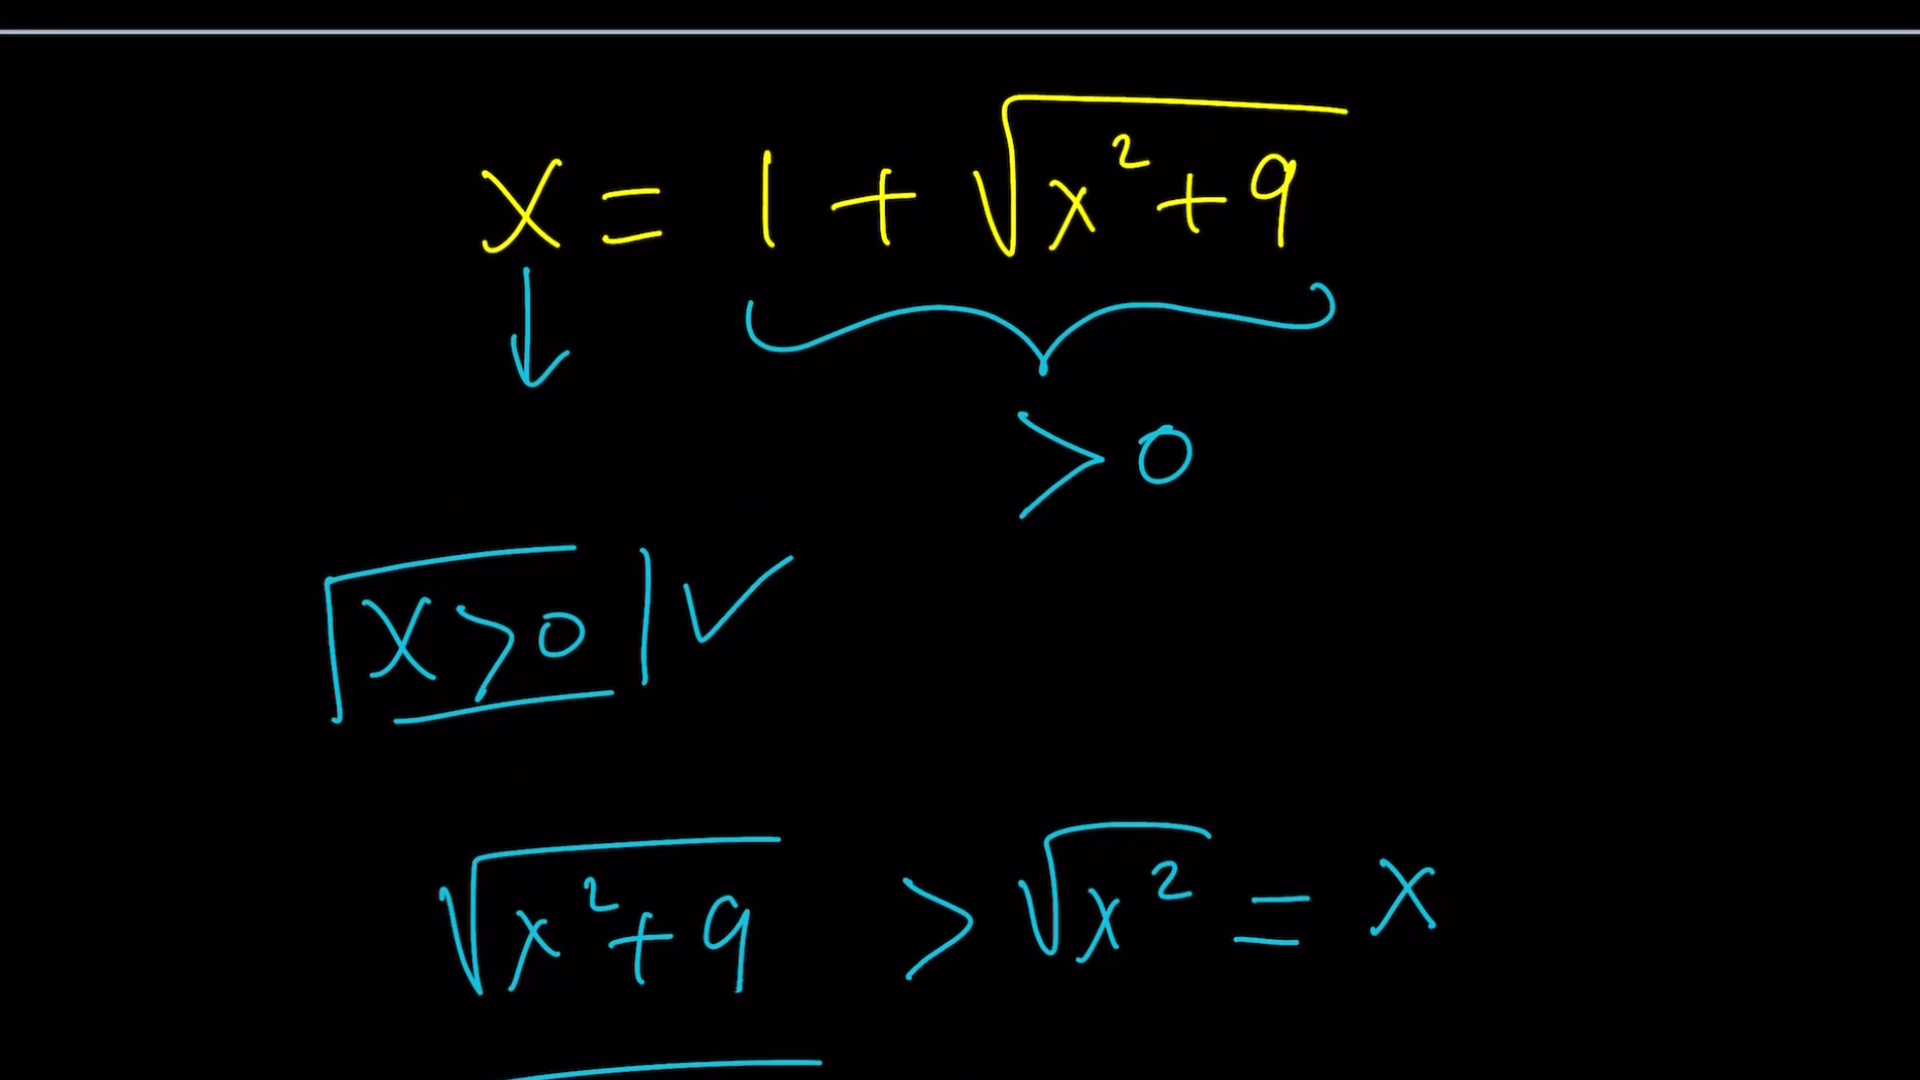 x = 1 + √(x² + 9)
> 0
x > 0 ✓
√(x² + 9) > √(x²) = x